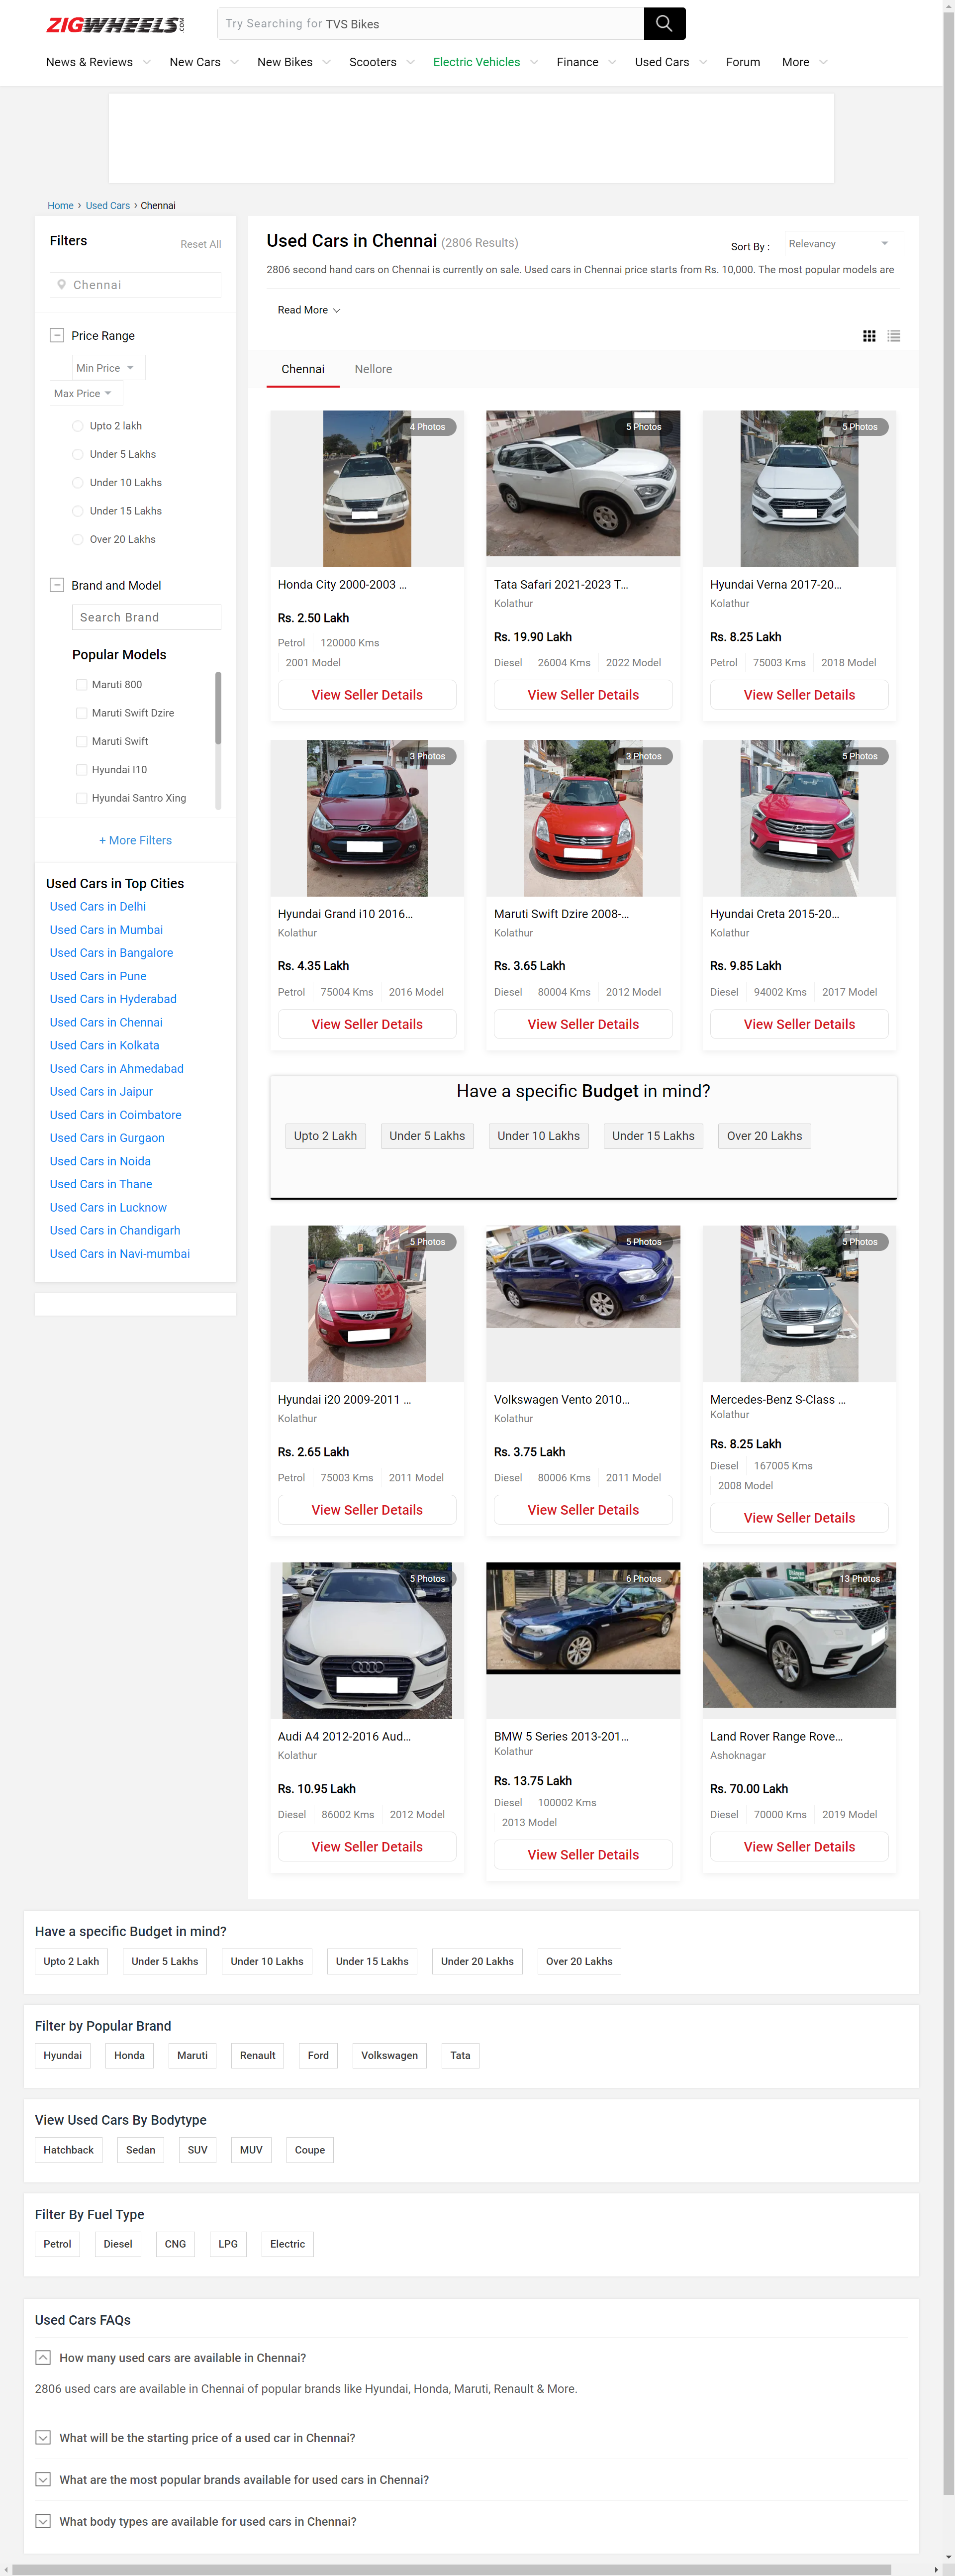 ZIGWHEELS.COM
Try Searching for TVS Bikes
News & Reviews New Cars New Bikes Scooters Electric Vehicles Finance Used Cars Forum More
Home › Used Cars › Chennai
Filters
Reset All
Chennai
Price Range
Min Price
Max Price
Upto 2 lakh
Under 5 Lakhs
Under 10 Lakhs
Under 15 Lakhs
Over 20 Lakhs
Brand and Model
Search Brand
Popular Models
Maruti 800
Maruti Swift Dzire
Maruti Swift
Hyundai I10
Hyundai Santro Xing
+ More Filters
Used Cars in Top Cities
Used Cars in Delhi
Used Cars in Mumbai
Used Cars in Bangalore
Used Cars in Pune
Used Cars in Hyderabad
Used Cars in Chennai
Used Cars in Kolkata
Used Cars in Ahmedabad
Used Cars in Jaipur
Used Cars in Coimbatore
Used Cars in Gurgaon
Used Cars in Noida
Used Cars in Thane
Used Cars in Lucknow
Used Cars in Chandigarh
Used Cars in Navi-mumbai
Used Cars in Chennai (2806 Results)
Sort By : Relevancy
2806 second hand cars on Chennai is currently on sale. Used cars in Chennai price starts from Rs. 10,000. The most popular models are
Read More
Chennai Nellore
4 Photos
Honda City 2000-2003 ...
Rs. 2.50 Lakh
Petrol 120000 Kms
2001 Model
View Seller Details
5 Photos
Tata Safari 2021-2023 T...
Kolathur
Rs. 19.90 Lakh
Diesel 26004 Kms 2022 Model
View Seller Details
5 Photos
Hyundai Verna 2017-20...
Kolathur
Rs. 8.25 Lakh
Petrol 75003 Kms 2018 Model
View Seller Details
3 Photos
Hyundai Grand i10 2016...
Kolathur
Rs. 4.35 Lakh
Petrol 75004 Kms 2016 Model
View Seller Details
3 Photos
Maruti Swift Dzire 2008-...
Kolathur
Rs. 3.65 Lakh
Diesel 80004 Kms 2012 Model
View Seller Details
5 Photos
Hyundai Creta 2015-20...
Kolathur
Rs. 9.85 Lakh
Diesel 94002 Kms 2017 Model
View Seller Details
Have a specific Budget in mind?
Upto 2 Lakh Under 5 Lakhs Under 10 Lakhs Under 15 Lakhs Over 20 Lakhs
5 Photos
Hyundai i20 2009-2011 ...
Kolathur
Rs. 2.65 Lakh
Petrol 75003 Kms 2011 Model
View Seller Details
5 Photos
Volkswagen Vento 2010...
Kolathur
Rs. 3.75 Lakh
Diesel 80006 Kms 2011 Model
View Seller Details
5 Photos
Mercedes-Benz S-Class ...
Kolathur
Rs. 8.25 Lakh
Diesel 167005 Kms
2008 Model
View Seller Details
5 Photos
Audi A4 2012-2016 Aud...
Kolathur
Rs. 10.95 Lakh
Diesel 86002 Kms 2012 Model
View Seller Details
6 Photos
BMW 5 Series 2013-201...
Kolathur
Rs. 13.75 Lakh
Diesel 100002 Kms
2013 Model
View Seller Details
13 Photos
Land Rover Range Rove...
Ashoknagar
Rs. 70.00 Lakh
Diesel 70000 Kms 2019 Model
View Seller Details
Have a specific Budget in mind?
Upto 2 Lakh Under 5 Lakhs Under 10 Lakhs Under 15 Lakhs Under 20 Lakhs Over 20 Lakhs
Filter by Popular Brand
Hyundai Honda Maruti Renault Ford Volkswagen Tata
View Used Cars By Bodytype
Hatchback Sedan SUV MUV Coupe
Filter By Fuel Type
Petrol Diesel CNG LPG Electric
Used Cars FAQs
How many used cars are available in Chennai?
2806 used cars are available in Chennai of popular brands like Hyundai, Honda, Maruti, Renault & More.
What will be the starting price of a used car in Chennai?
What are the most popular brands available for used cars in Chennai?
What body types are available for used cars in Chennai?